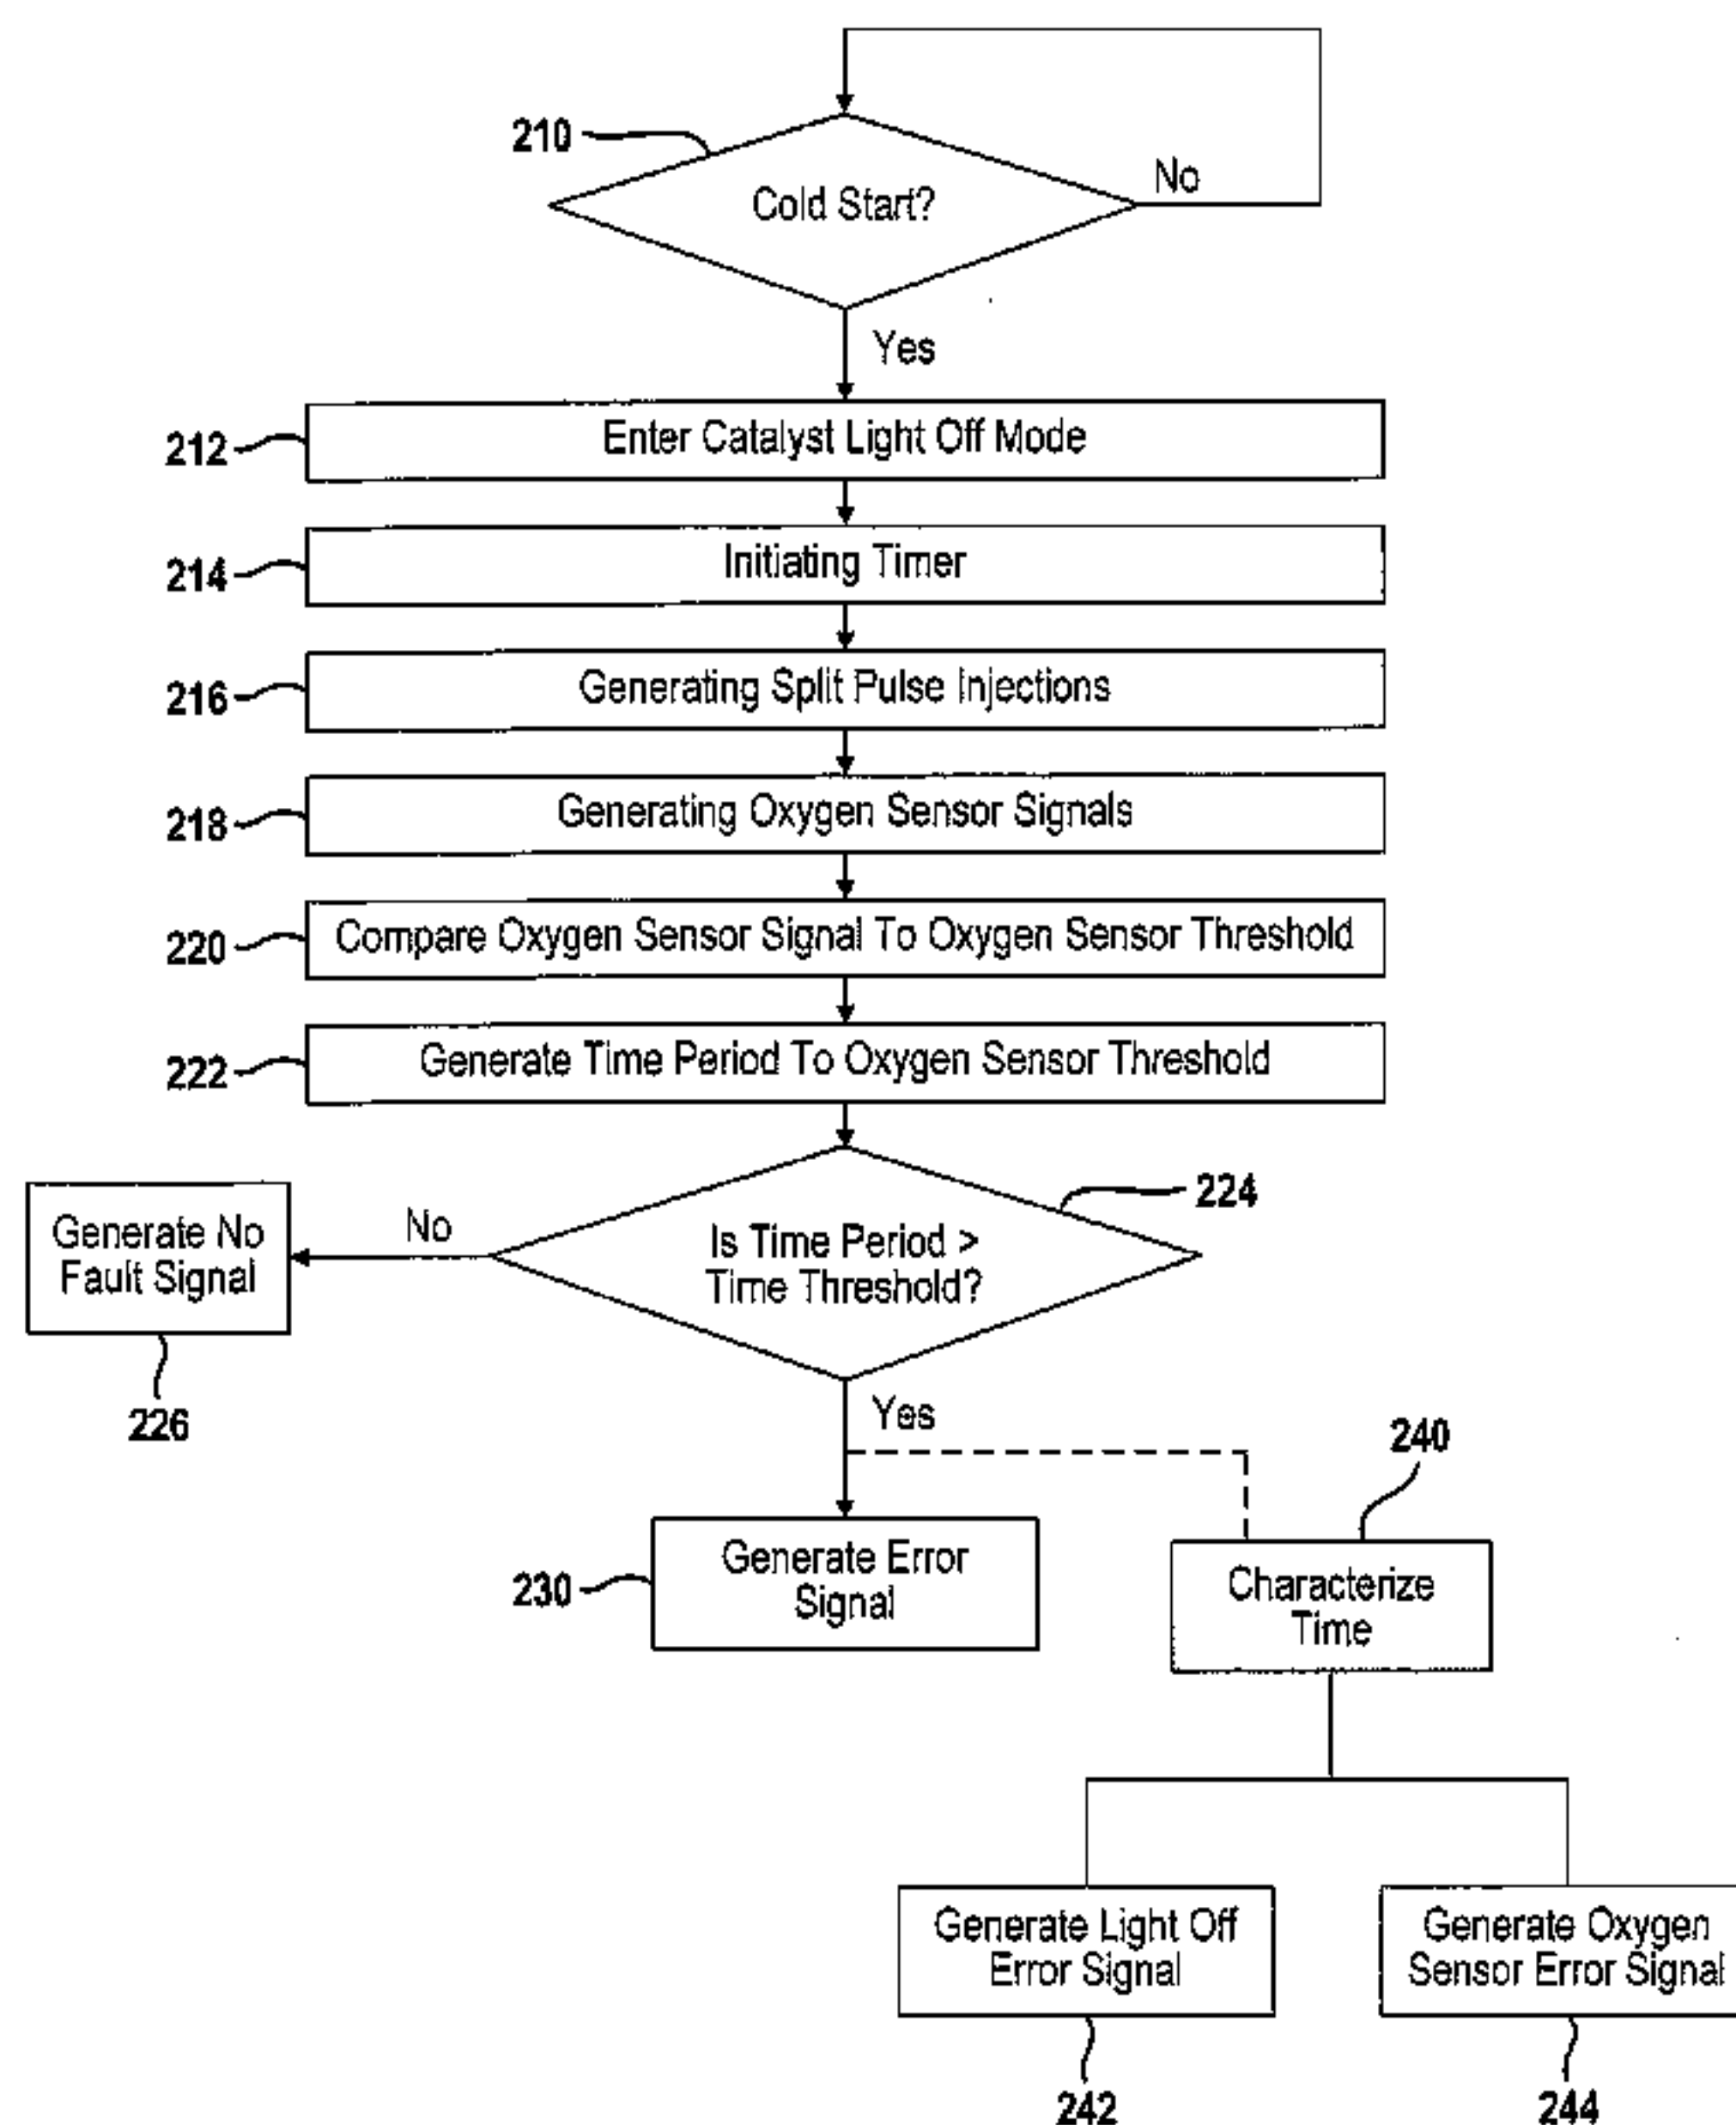 210
Cold Start?
No
Yes
212
Enter Catalyst Light Off Mode
214
Initiating Timer
216
Generating Split Pulse Injections
218
Generating Oxygen Sensor Signals
220
Compare Oxygen Sensor Signal To Oxygen Sensor Threshold
222
Generate Time Period To Oxygen Sensor Threshold
224
Is Time Period >
Time Threshold?
No
Generate No
Fault Signal
226
Yes
230
Generate Error
Signal
240
Characterize
Time
Generate Light Off
Error Signal
242
Generate Oxygen
Sensor Error Signal
244